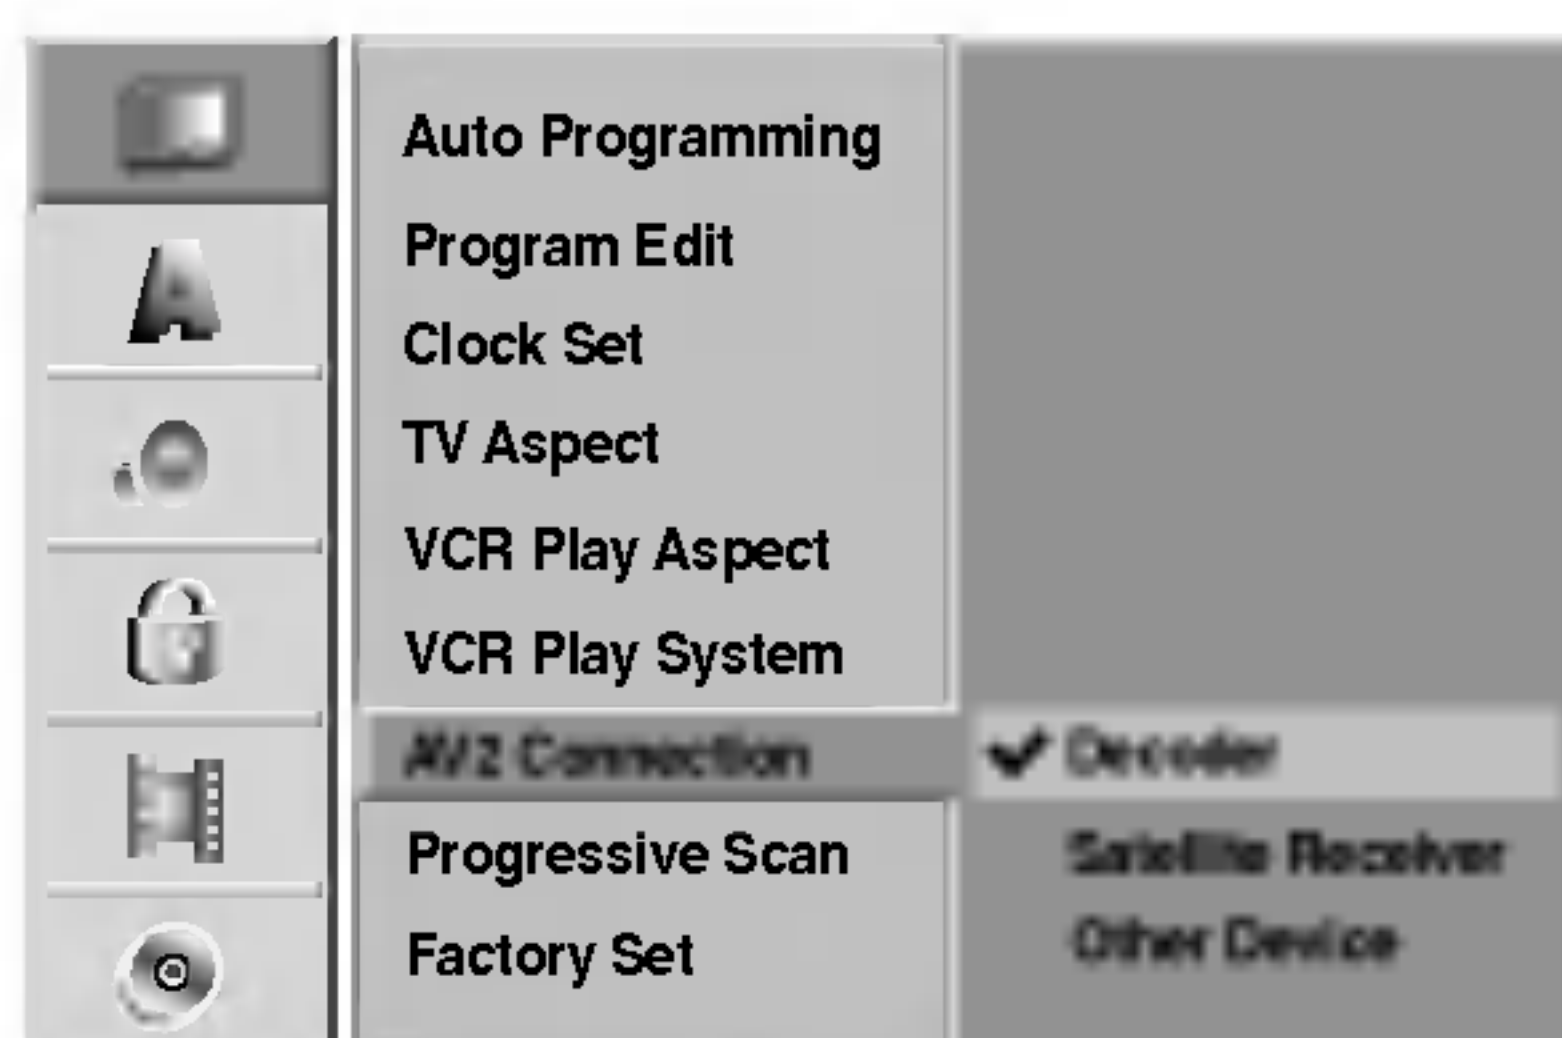 Auto Programming
Program Edit
Clock Set
TV Aspect
VCR Play Aspect
VCR Play System
AV2 Connection
Decoder
Progressive Scan
Satellite Receiver
Other Device
Factory Set